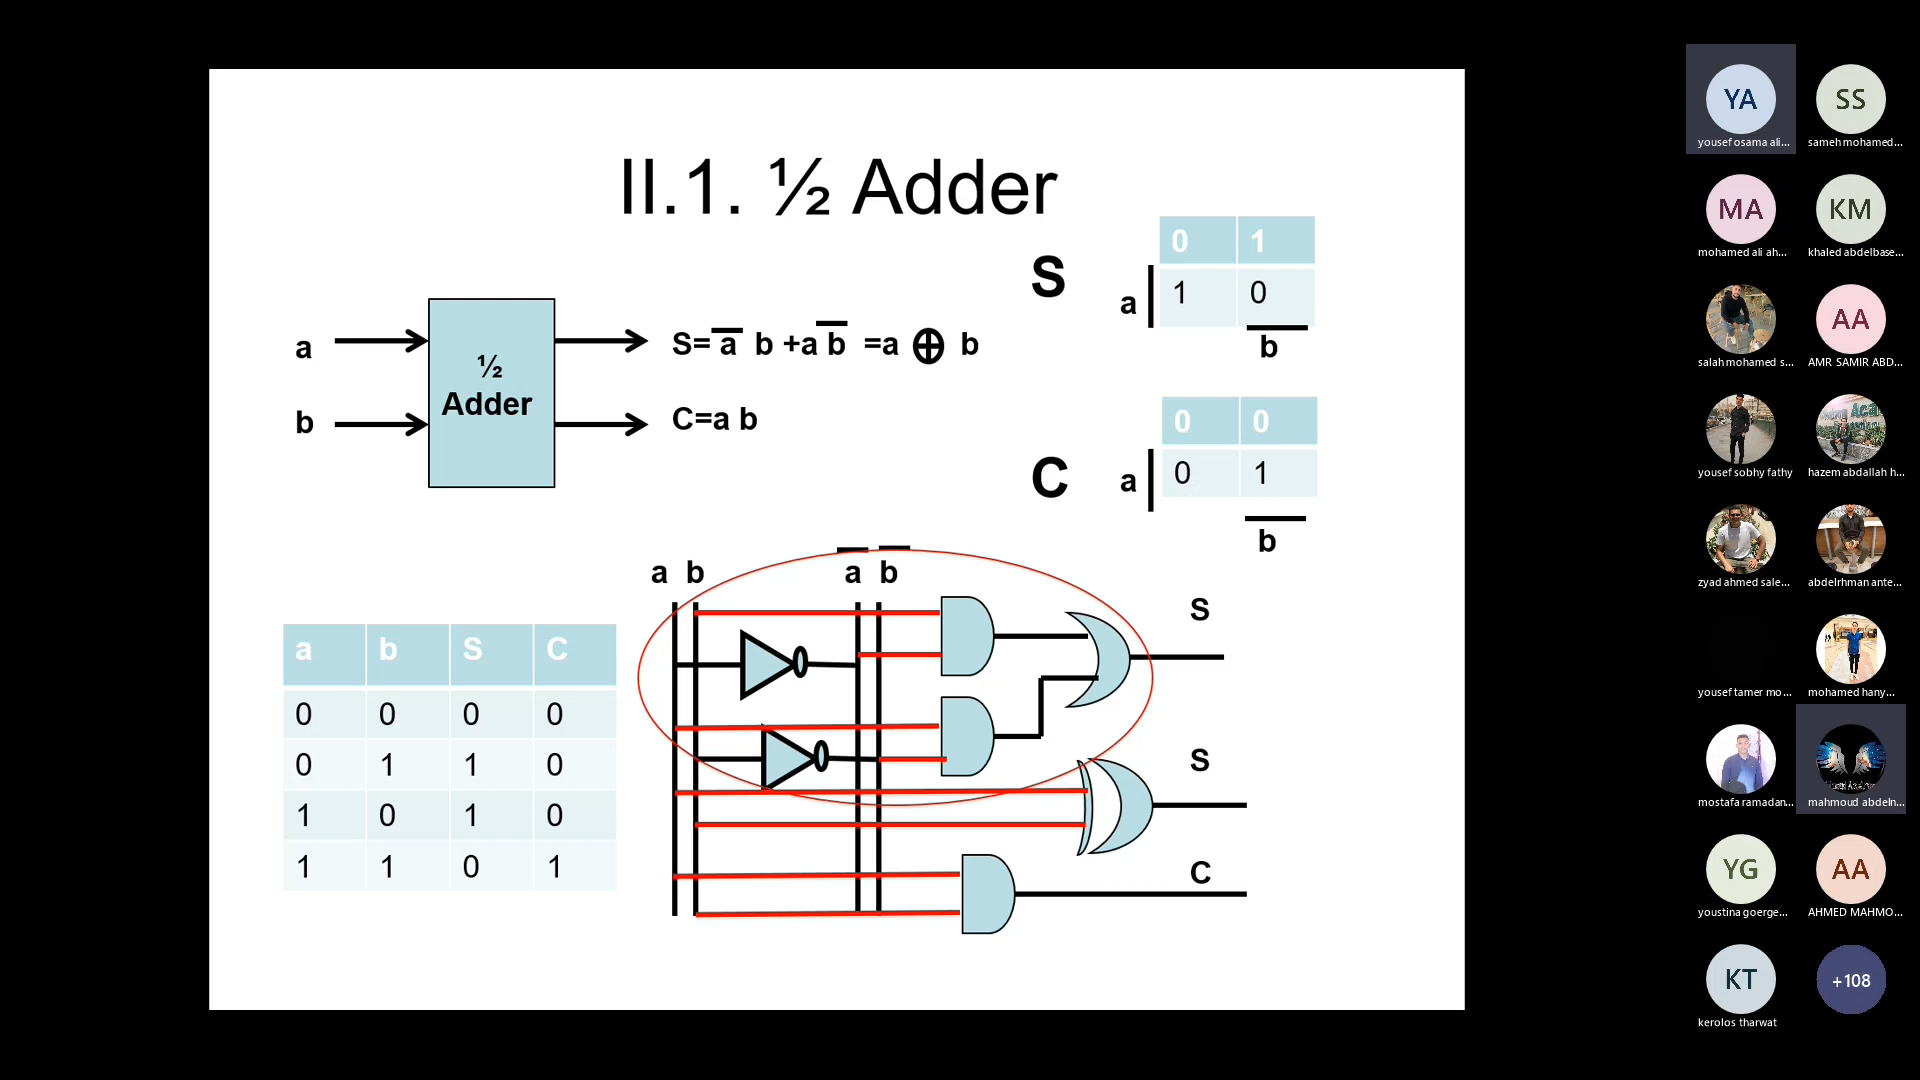 II.1. ½ Adder
S
0 1
a 1 0
b
a
b
½
Adder
S= a̅ b +a b̅ =a ⊕ b
C=a b
C
0 0
a 0 1
b
a b
a̅ b̅
S
S
C
a b S C
0 0 0 0
0 1 1 0
1 0 1 0
1 1 0 1
YA
yousef osama ali...
SS
sameh mohamed...
MA
mohamed ali ah...
KM
khaled abdelbase...
salah mohamed s...
AA
AMR SAMIR ABD...
yousef sobhy fathy
hazem abdallah h...
zyad ahmed sale...
abdelrhman ante...
yousef tamer mo...
mohamed hany...
mostafa ramadan...
mahmoud abdeln...
YG
youstina goerge...
AA
AHMED MAHMO...
KT
kerolos tharwat
+108